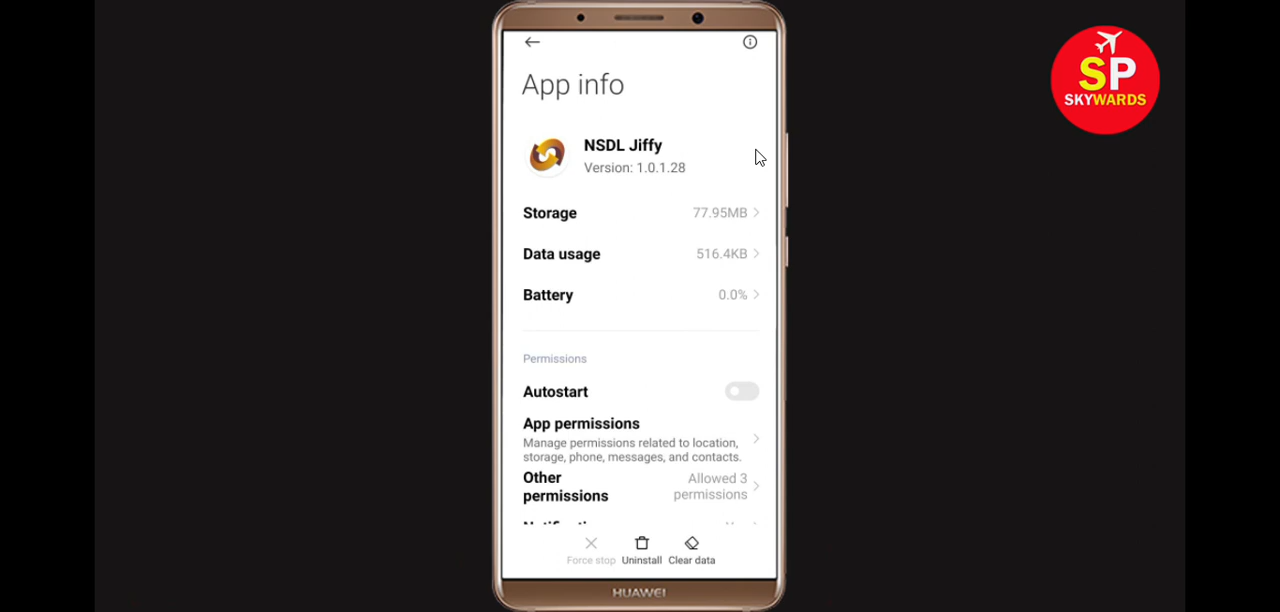 App info
NSDL Jiffy
Version: 1.0.1.28
Storage 77.95MB
Data usage 516.4KB
Battery 0.0%
Permissions
Autostart
App permissions
Manage permissions related to location,
storage, phone, messages, and contacts.
Other permissions
Allowed 3 permissions
Force stop Uninstall Clear data
HUAWEI
SP
SKYWARDS